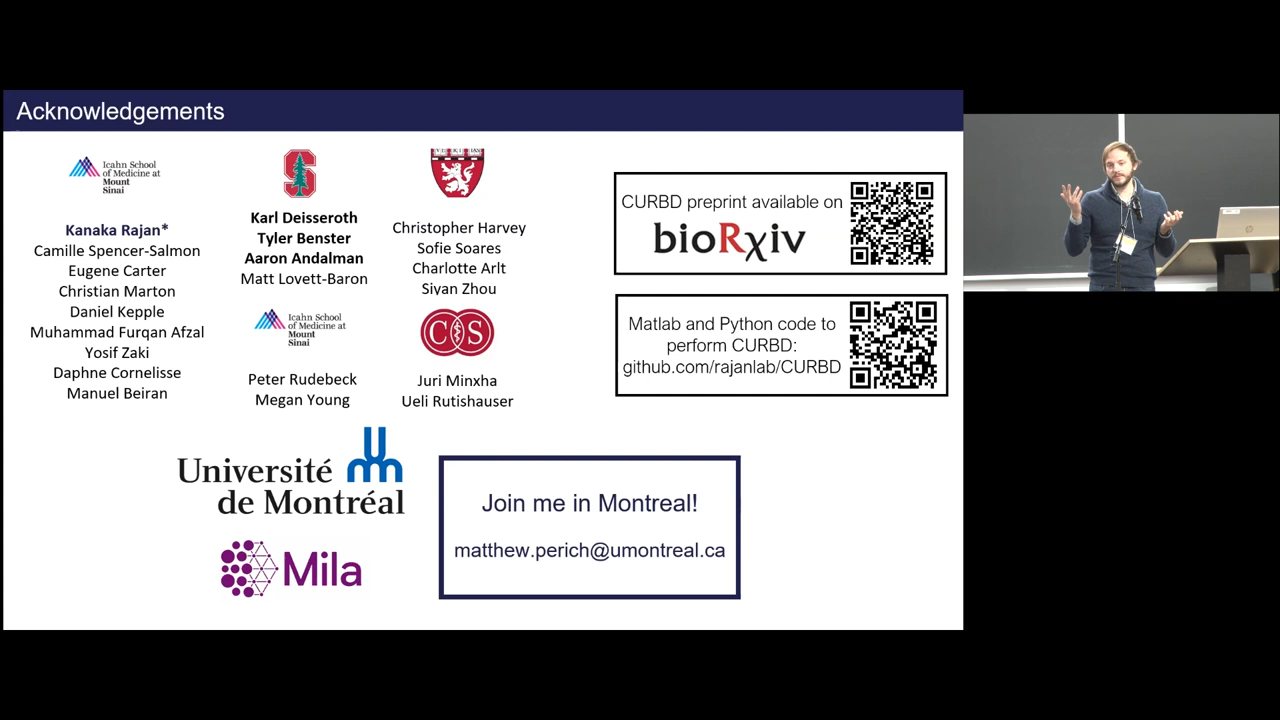 Acknowledgements
Icahn School
of Medicine at
Mount
Sinai
Kanaka Rajan*
Camille Spencer-Salmon
Eugene Carter
Christian Marton
Daniel Kepple
Muhammad Furqan Afzal
Yosif Zaki
Daphne Cornelisse
Manuel Beiran
S
Karl Deisseroth
Tyler Benster
Aaron Andalman
Matt Lovett-Baron
Icahn School
of Medicine at
Mount
Sinai
Peter Rudebeck
Megan Young
Christopher Harvey
Sofie Soares
Charlotte Arlt
Siyan Zhou
CS
Juri Minxha
Ueli Rutishauser
CURBD preprint available on
bioRχiv
Matlab and Python code to
perform CURBD:
github.com/rajanlab/CURBD
Université
de Montréal
Mila
Join me in Montreal!
matthew.perich@umontreal.ca